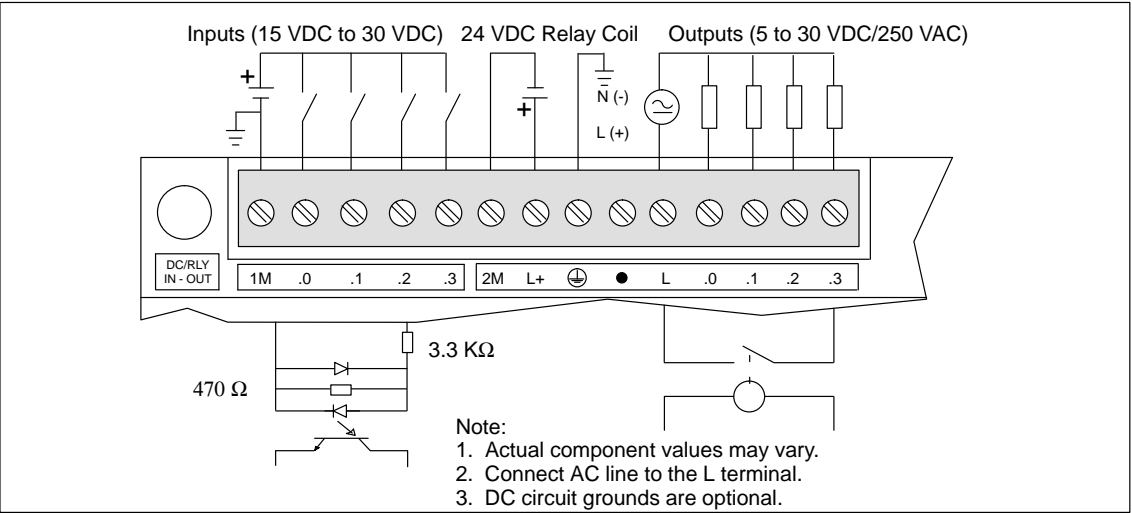 Inputs (15 VDC to 30 VDC) 24 VDC Relay Coil Outputs (5 to 30 VDC/250 VAC)
+
+
N (-)
L (+)
DC/RLY
IN - OUT
1M .0 .1 .2 .3 2M L+ L .0 .1 .2 .3
3.3 KΩ
470 Ω
Note:
1. Actual component values may vary.
2. Connect AC line to the L terminal.
3. DC circuit grounds are optional.